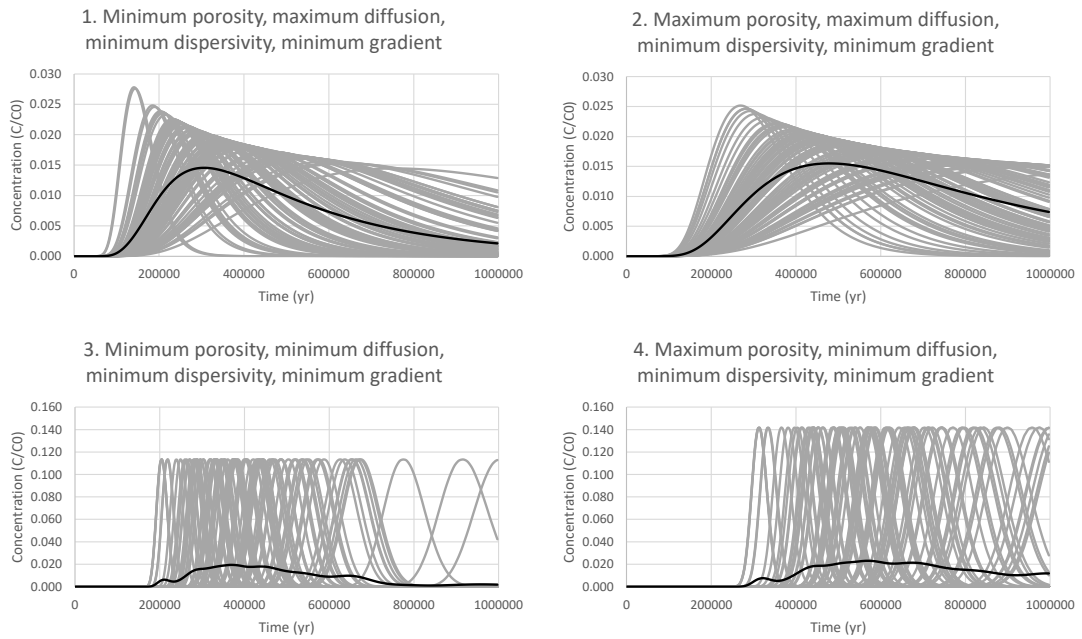 1. Minimum porosity, maximum diffusion,
minimum dispersivity, minimum gradient
0.030
0.025
0.020
0.015
0.010
0.005
0.000
Concentration (C/C0)
0 200000 400000 600000 800000 1000000
Time (yr)
2. Maximum porosity, maximum diffusion,
minimum dispersivity, minimum gradient
0.030
0.025
0.020
0.015
0.010
0.005
0.000
Concentration (C/C0)
0 200000 400000 600000 800000 1000000
Time (yr)
3. Minimum porosity, minimum diffusion,
minimum dispersivity, minimum gradient
0.160
0.140
0.120
0.100
0.080
0.060
0.040
0.020
0.000
Concentration (C/C0)
0 200000 400000 600000 800000 1000000
Time (yr)
4. Maximum porosity, minimum diffusion,
minimum dispersivity, minimum gradient
0.160
0.140
0.120
0.100
0.080
0.060
0.040
0.020
0.000
Concentration (C/C0)
0 200000 400000 600000 800000 1000000
Time (yr)